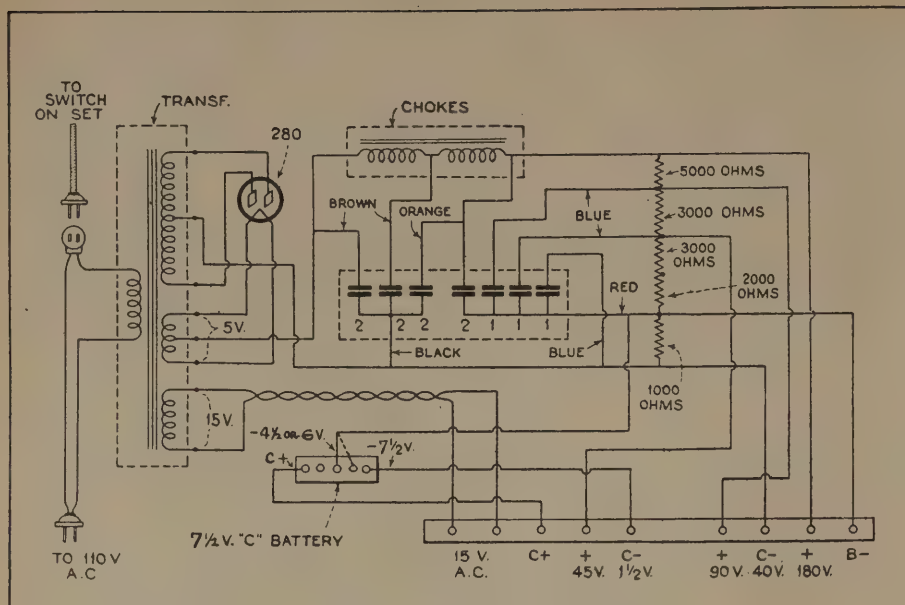 TO
SWITCH
ON SET
TRANSF.
280
CHOKES
BROWN
ORANGE
BLUE
5000 OHMS
3000 OHMS
3000
OHMS
2000
OHMS
RED
2 2 2 2 1 1 1
BLACK
BLUE
1000
OHMS
5V.
15V.
-4½ OR 6V.
C+
-7½V.
7½V. "C" BATTERY
TO 110V
A.C
15 V.
A.C.
C+
+
45V.
C-
1½V.
+
90V.
C-
40V.
+
180V.
B-